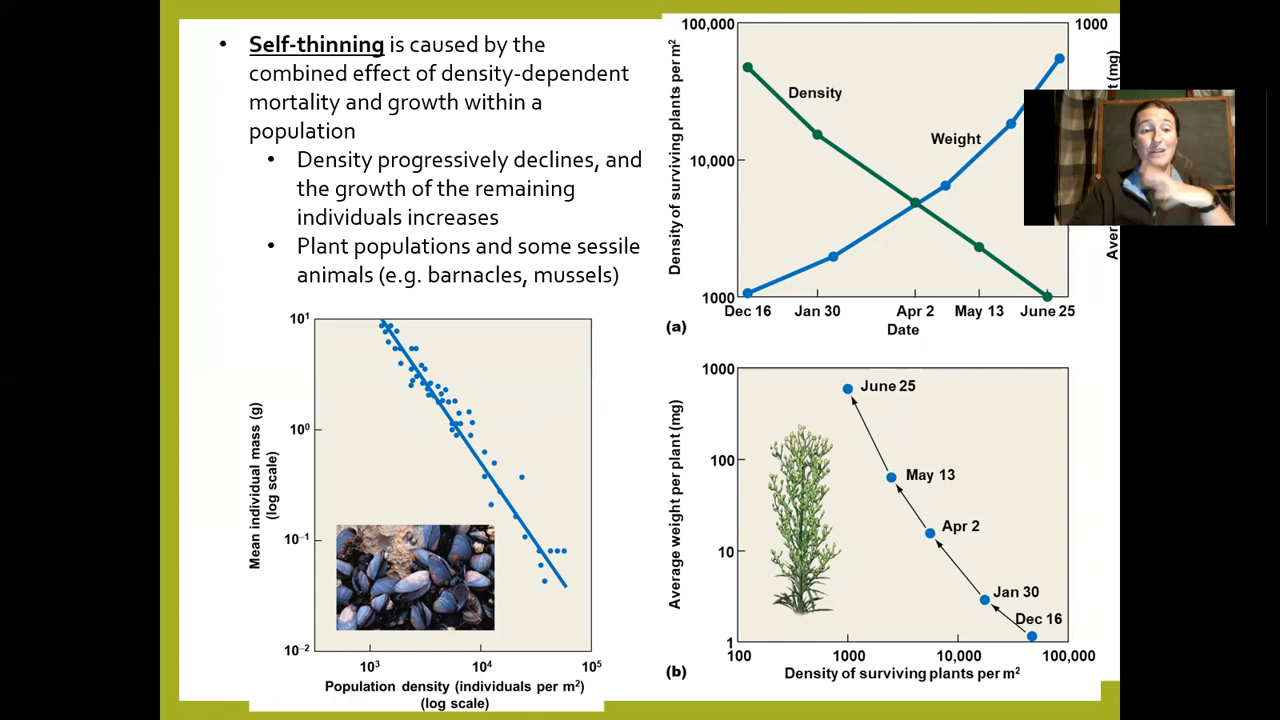 • Self-thinning is caused by the
combined effect of density-dependent
mortality and growth within a
population
• Density progressively declines, and
the growth of the remaining
individuals increases
• Plant populations and some sessile
animals (e.g. barnacles, mussels)
100,000
10,000
1000
Density of surviving plants per m²
1000
(mg)
Density
Weight
Dec 16
Jan 30
Apr 2
May 13
June 25
Date
(a)
10¹
10⁰
10⁻¹
10⁻²
Mean individual mass (g)
(log scale)
10³
10⁴
10⁵
Population density (individuals per m²)
(log scale)
1000
100
10
1
Average weight per plant (mg)
June 25
May 13
Apr 2
Jan 30
Dec 16
100
1000
10,000
100,000
Density of surviving plants per m²
(b)